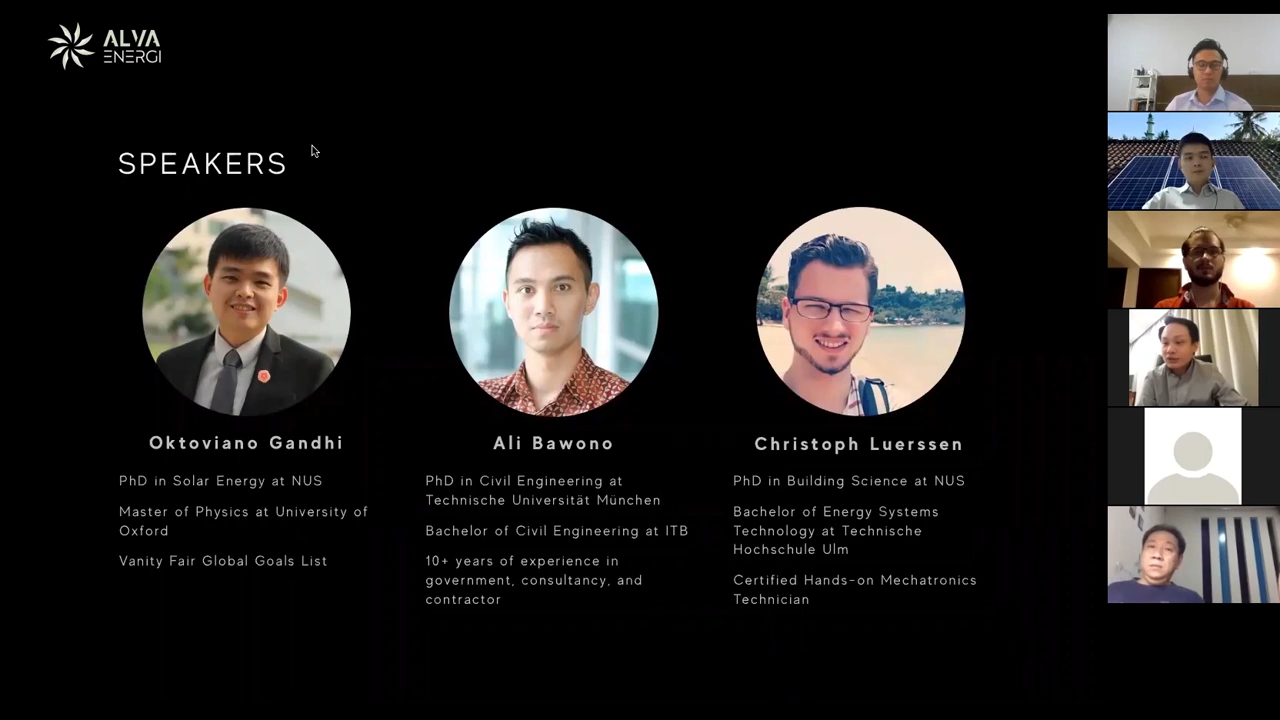 ALVA
ENERGI
SPEAKERS
Oktoviano Gandhi
PhD in Solar Energy at NUS
Master of Physics at University of
Oxford
Vanity Fair Global Goals List
Ali Bawono
PhD in Civil Engineering at
Technische Universität München
Bachelor of Civil Engineering at ITB
10+ years of experience in
government, consultancy, and
contractor
Christoph Luerssen
PhD in Building Science at NUS
Bachelor of Energy Systems
Technology at Technische
Hochschule Ulm
Certified Hands-on Mechatronics
Technician